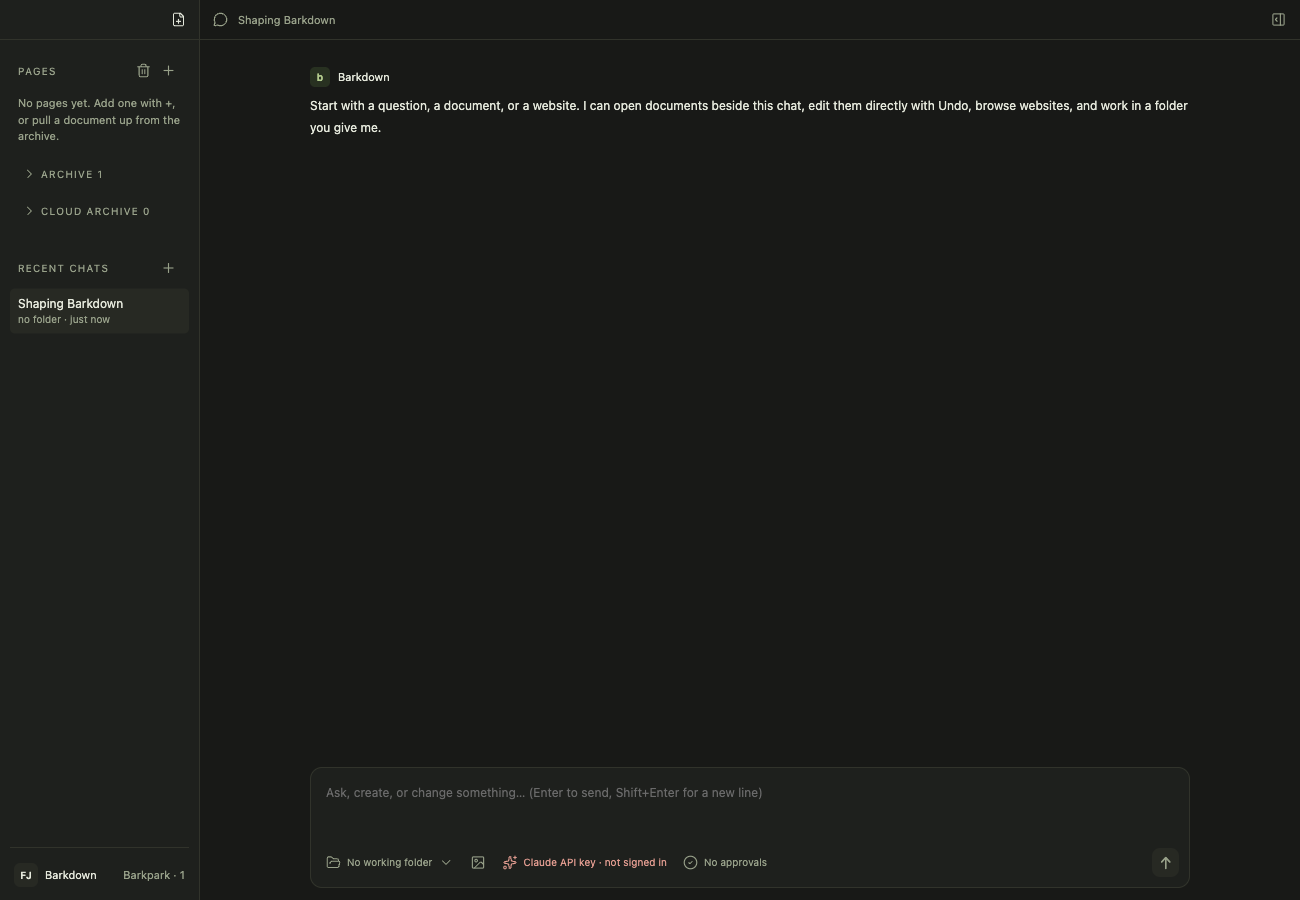 Shaping Barkdown
PAGES
No pages yet. Add one with +,
or pull a document up from the
archive.
ARCHIVE 1
CLOUD ARCHIVE 0
RECENT CHATS
Shaping Barkdown
no folder · just now
FJ Barkdown Barkpark · 1
b Barkdown
Start with a question, a document, or a website. I can open documents beside this chat, edit them directly with Undo, browse websites, and work in a folder
you give me.
Ask, create, or change something... (Enter to send, Shift+Enter for a new line)
No working folder Claude API key · not signed in No approvals